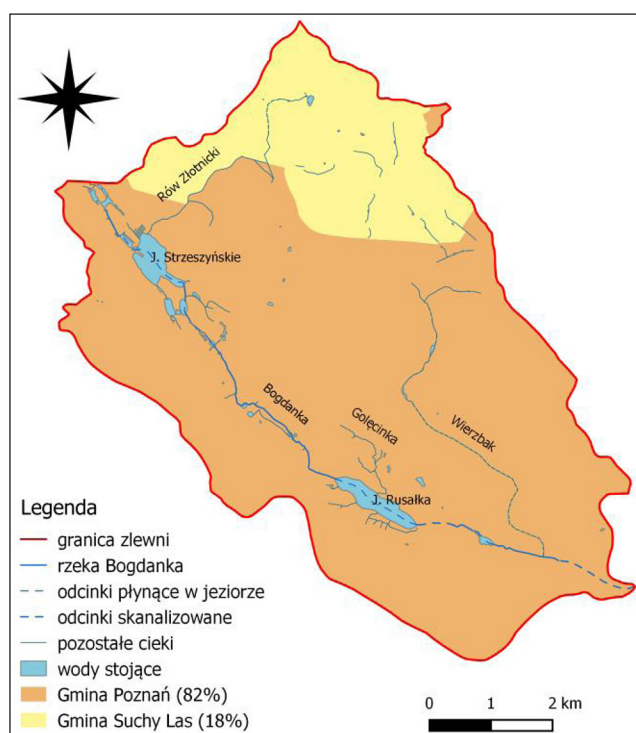 Rów Złotnicki
J. Strzeszyńskie
Bogdanka
Golęcinka
Wierzbak
J. Rusałka
Legenda
granica zlewni
rzeka Bogdanka
odcinki płynące w jeziorze
odcinki skanalizowane
pozostałe cieki
wody stojące
Gmina Poznań (82%)
Gmina Suchy Las (18%)
0 1 2 km